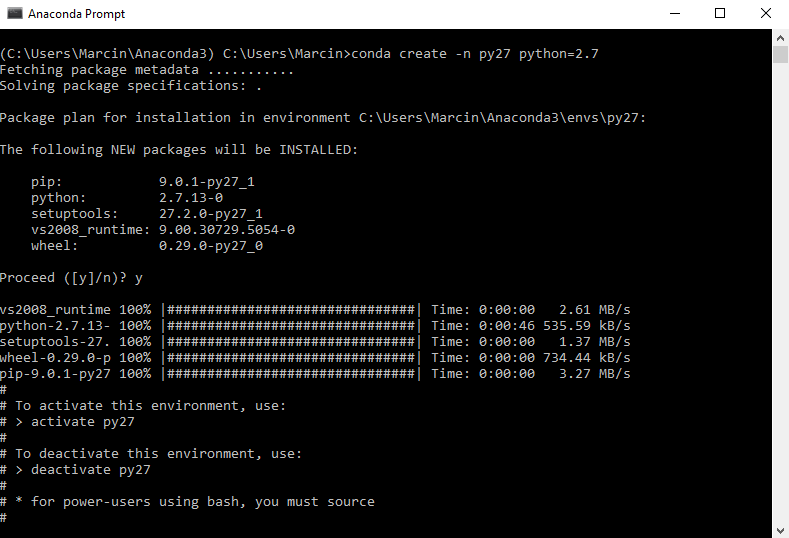 Anaconda Prompt
(C:\Users\Marcin\Anaconda3) C:\Users\Marcin>conda create -n py27 python=2.7
Fetching package metadata ...........
Solving package specifications: .
Package plan for installation in environment C:\Users\Marcin\Anaconda3\envs\py27:
The following NEW packages will be INSTALLED:
    pip:            9.0.1-py27_1
    python:         2.7.13-0
    setuptools:     27.2.0-py27_1
    vs2008_runtime: 9.00.30729.5054-0
    wheel:          0.29.0-py27_0
Proceed ([y]/n)? y
vs2008_runtime 100% |###############################| Time: 0:00:00   2.61 MB/s
python-2.7.13- 100% |###############################| Time: 0:00:46 535.59 kB/s
setuptools-27. 100% |###############################| Time: 0:00:00   1.37 MB/s
wheel-0.29.0-p 100% |###############################| Time: 0:00:00 734.44 kB/s
pip-9.0.1-py27 100% |###############################| Time: 0:00:00   3.27 MB/s
#
# To activate this environment, use:
# > activate py27
#
# To deactivate this environment, use:
# > deactivate py27
#
# * for power-users using bash, you must source
#